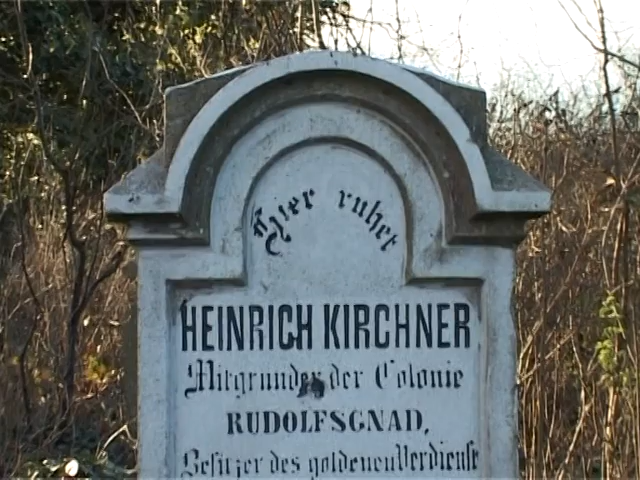 Hier ruhet
HEINRICH KIRCHNER
Mitgrunder der Colonie
RUDOLFSGNAD,
Besitzer des goldenen Verdienst